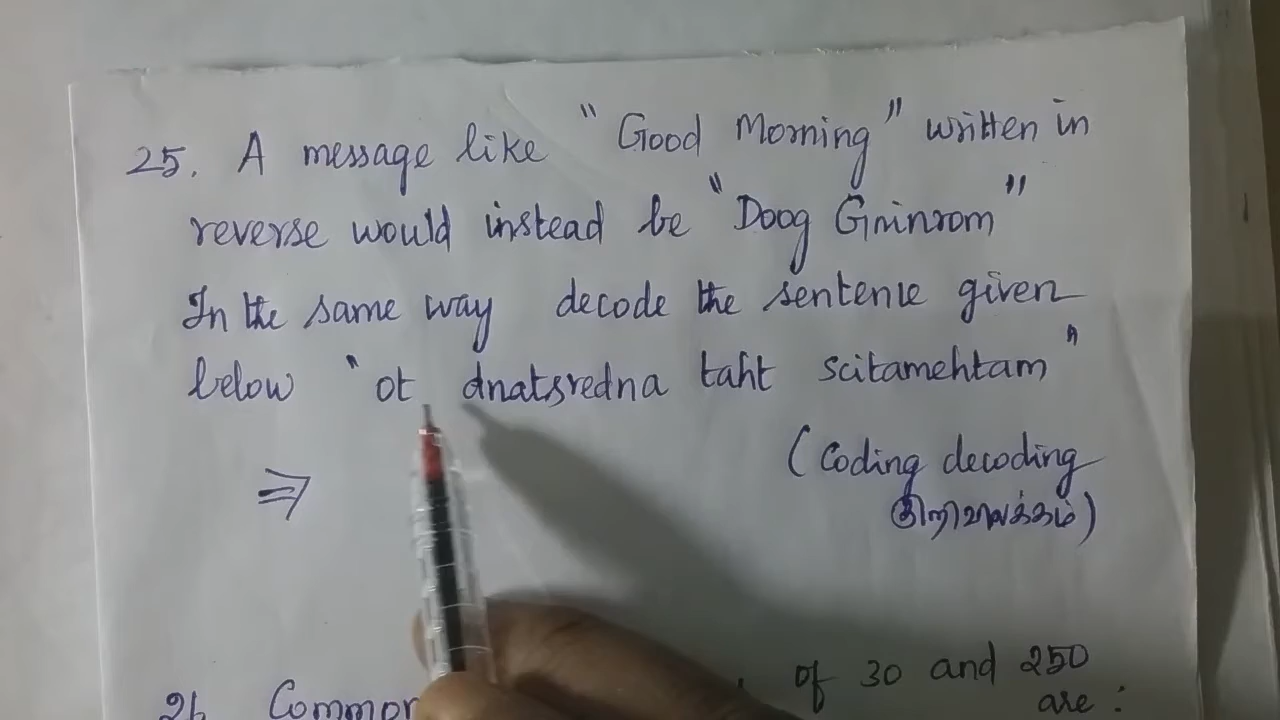 25. A message like "Good Morning" written in
reverse would instead be "Doog Gninrom"
In the same way decode the sentence given
below "ot dnatsredna taht scitamehtam"
⇒ (Coding decoding
குறியாக்கம்)
26 Common of 30 and 250
are :